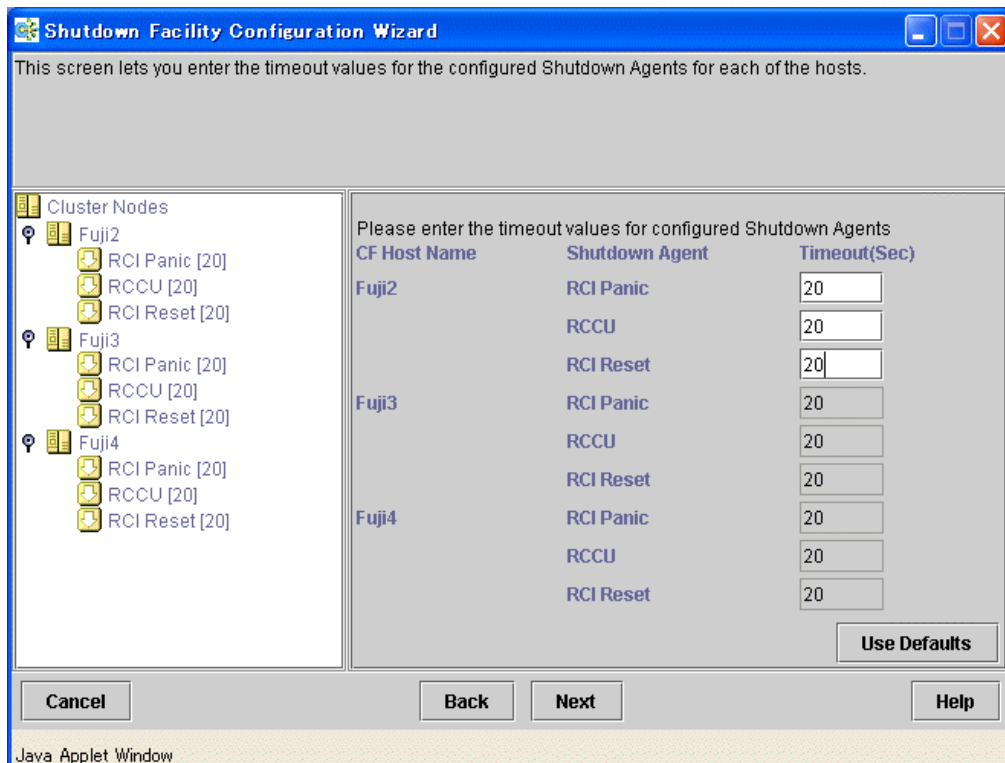 Shutdown Facility Configuration Wizard
This screen lets you enter the timeout values for the configured Shutdown Agents for each of the hosts.
Cluster Nodes
Fuji2
RCI Panic [20]
RCCU [20]
RCI Reset [20]
Fuji3
RCI Panic [20]
RCCU [20]
RCI Reset [20]
Fuji4
RCI Panic [20]
RCCU [20]
RCI Reset [20]
Please enter the timeout values for configured Shutdown Agents
CF Host Name Shutdown Agent Timeout(Sec)
Fuji2 RCI Panic 20
RCCU 20
RCI Reset 20
Fuji3 RCI Panic 20
RCCU 20
RCI Reset 20
Fuji4 RCI Panic 20
RCCU 20
RCI Reset 20
Use Defaults
Cancel Back Next Help
Java Applet Window